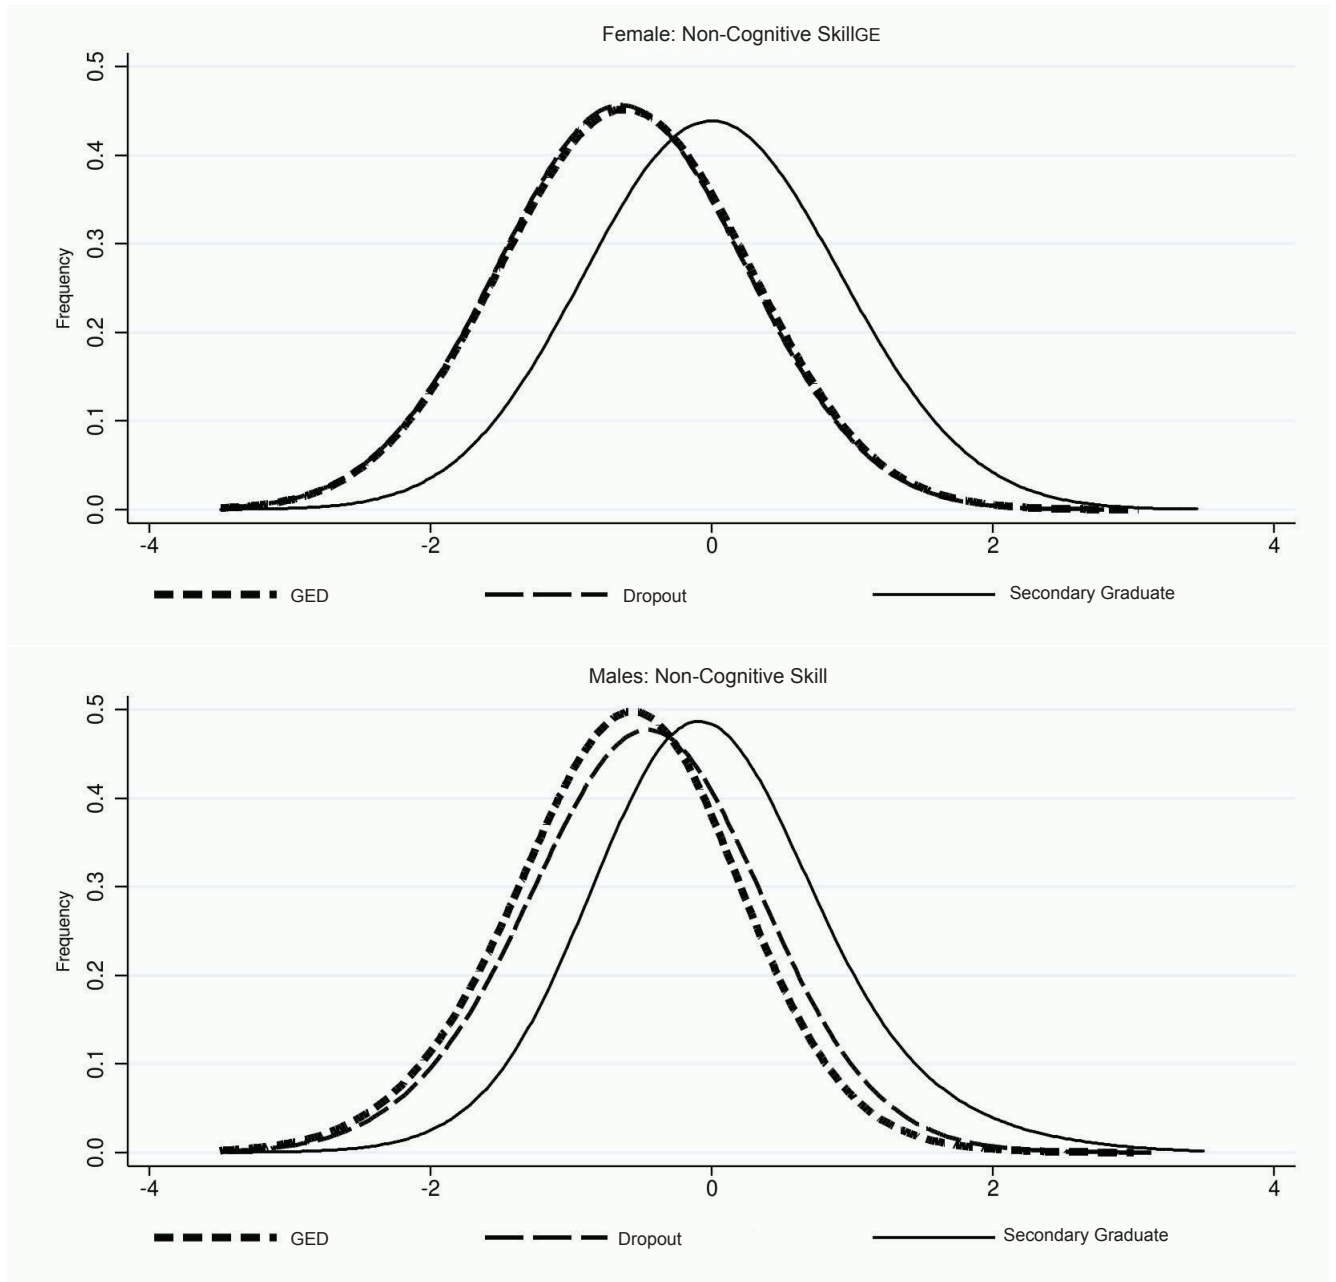 Female: Non-Cognitive SkillGE
0.5
0.4
0.3
0.2
0.1
0.0
Frequency
-4 -2 0 2 4
GED Dropout Secondary Graduate
Males: Non-Cognitive Skill
0.5
0.4
0.3
0.2
0.1
0.0
Frequency
-4 -2 0 2 4
GED Dropout Secondary Graduate